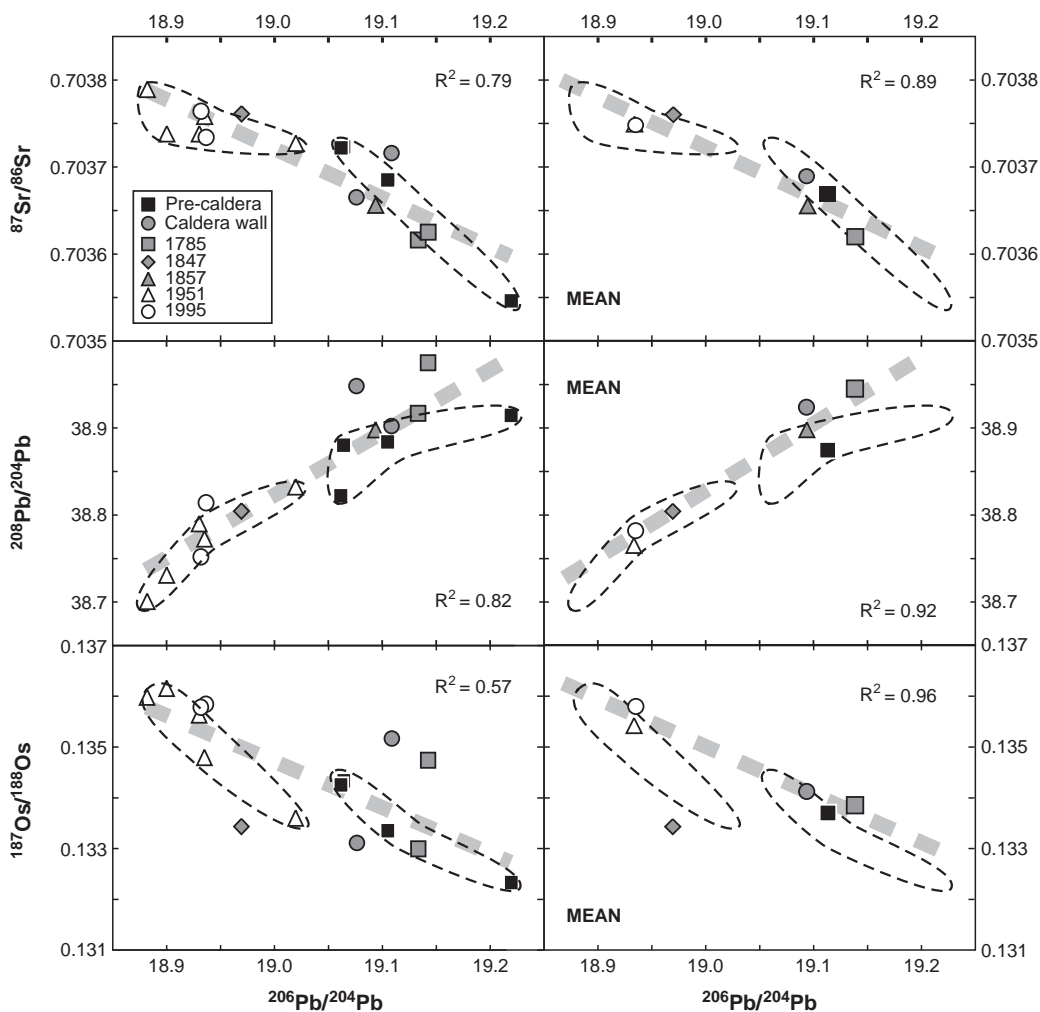 18.9 19.0 19.1 19.2 18.9 19.0 19.1 19.2
0.7038 R² = 0.79 R² = 0.89 0.7038
0.7037 0.7037
⁸⁷Sr/⁸⁶Sr
Pre-caldera
Caldera wall
1785
1847
1857
1951
1995
0.7036 0.7036
MEAN
0.7035 0.7035
MEAN
38.9 38.9
²⁰⁸Pb/²⁰⁴Pb
38.8 38.8
38.7 R² = 0.82 R² = 0.92 38.7
0.137 0.137
R² = 0.57 R² = 0.96
0.135 0.135
¹⁸⁷Os/¹⁸⁸Os
0.133 0.133
MEAN
0.131 0.131
18.9 19.0 19.1 19.2 18.9 19.0 19.1 19.2
²⁰⁶Pb/²⁰⁴Pb ²⁰⁶Pb/²⁰⁴Pb